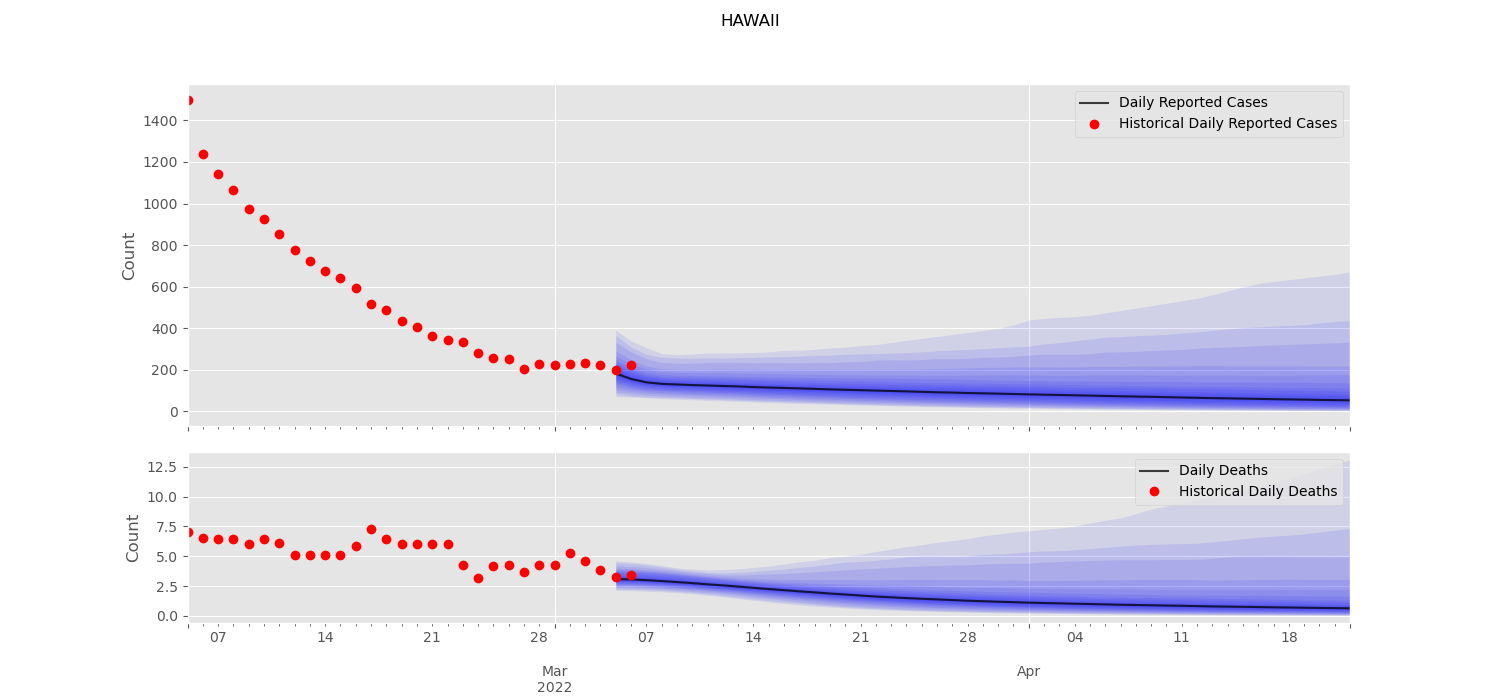 HAWAII
Daily Reported Cases
Historical Daily Reported Cases
1400
1200
1000
800
600
400
200
0
Count
Daily Deaths
Historical Daily Deaths
12.5
10.0
7.5
5.0
2.5
0.0
Count
07 14 21 28 07 14 21 28 04 11 18
Mar Apr
2022